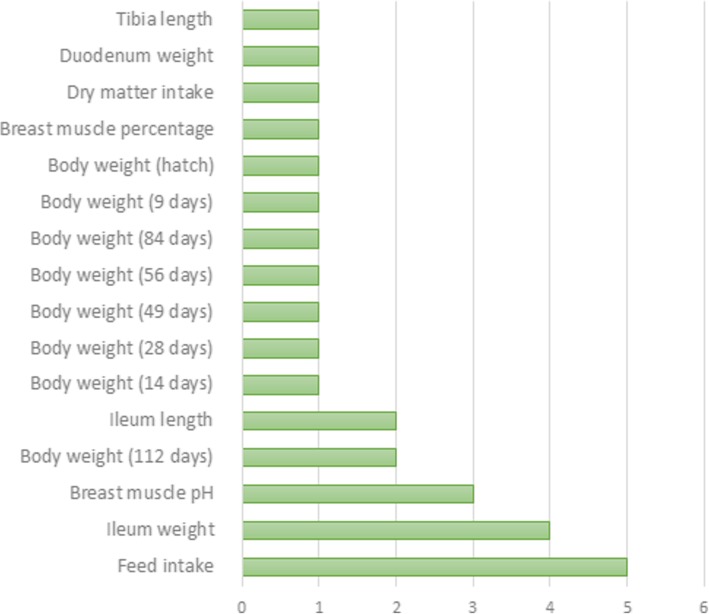 Tibia length
Duodenum weight
Dry matter intake
Breast muscle percentage
Body weight (hatch)
Body weight (9 days)
Body weight (84 days)
Body weight (56 days)
Body weight (49 days)
Body weight (28 days)
Body weight (14 days)
Ileum length
Body weight (112 days)
Breast muscle pH
Ileum weight
Feed intake
0 1 2 3 4 5 6